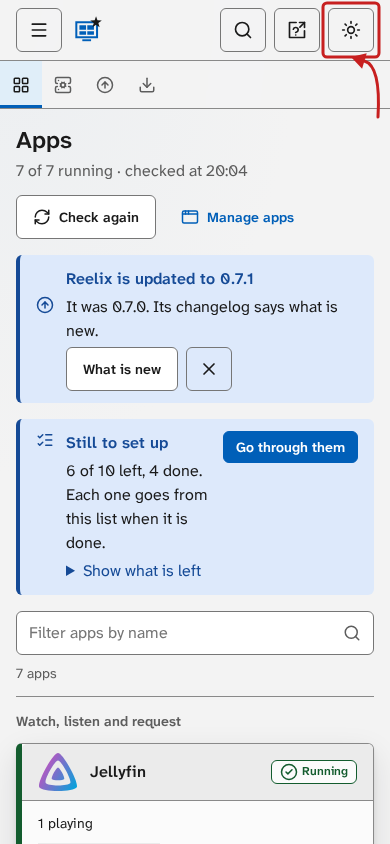 Apps
7 of 7 running · checked at 20:04
Check again
Manage apps
Reelix is updated to 0.7.1
It was 0.7.0. Its changelog says what is
new.
What is new
Still to set up
Go through them
6 of 10 left, 4 done.
Each one goes from
this list when it is
done.
Show what is left
Filter apps by name
7 apps
Watch, listen and request
Jellyfin
Running
1 playing